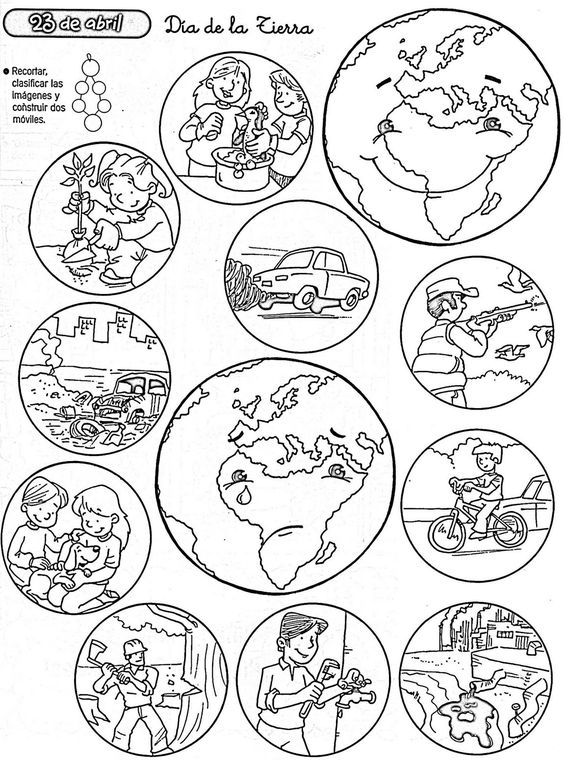 23 de abril
Día de la Tierra
Recortar,
clasificar las
imágenes y
construir dos
móviles.